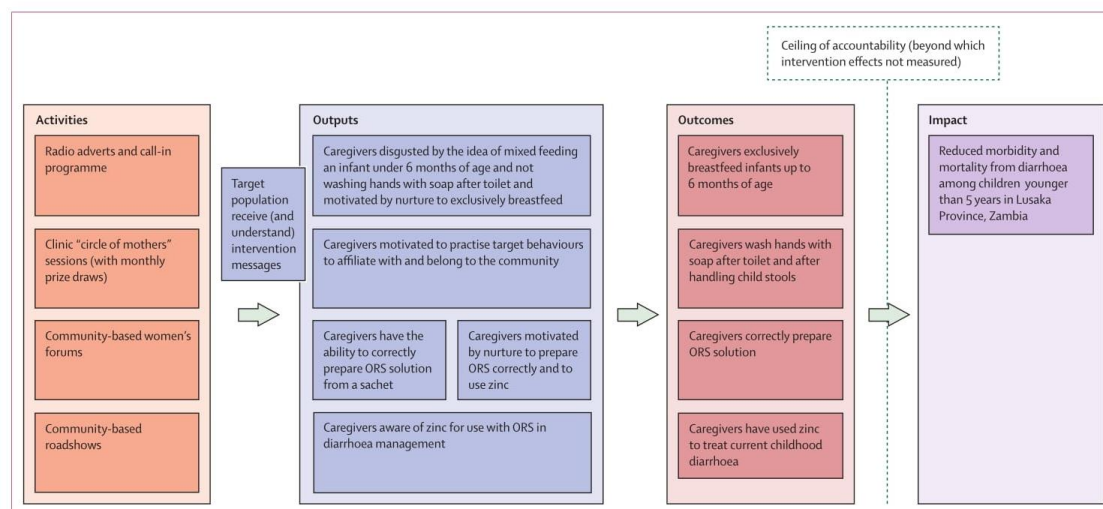 Ceiling of accountability (beyond which
intervention effects not measured)
Activities
Radio adverts and call-in
programme
Clinic “circle of mothers”
sessions (with monthly
prize draws)
Community-based women’s
forums
Community-based
roadshows
Target
population
receive (and
understand)
intervention
messages
Outputs
Caregivers disgusted by the idea of mixed feeding
an infant under 6 months of age and not
washing hands with soap after toilet and
motivated by nurture to exclusively breastfeed
Caregivers motivated to practise target behaviours
to affiliate with and belong to the community
Caregivers have the
ability to correctly
prepare ORS solution
from a sachet
Caregivers motivated
by nurture to prepare
ORS correctly and to
use zinc
Caregivers aware of zinc for use with ORS in
diarrhoea management
Outcomes
Caregivers exclusively
breastfeed infants up to
6 months of age
Caregivers wash hands with
soap after toilet and after
handling child stools
Caregivers correctly prepare
ORS solution
Caregivers have used zinc
to treat current childhood
diarrhoea
Impact
Reduced morbidity and
mortality from diarrhoea
among children younger
than 5 years in Lusaka
Province, Zambia